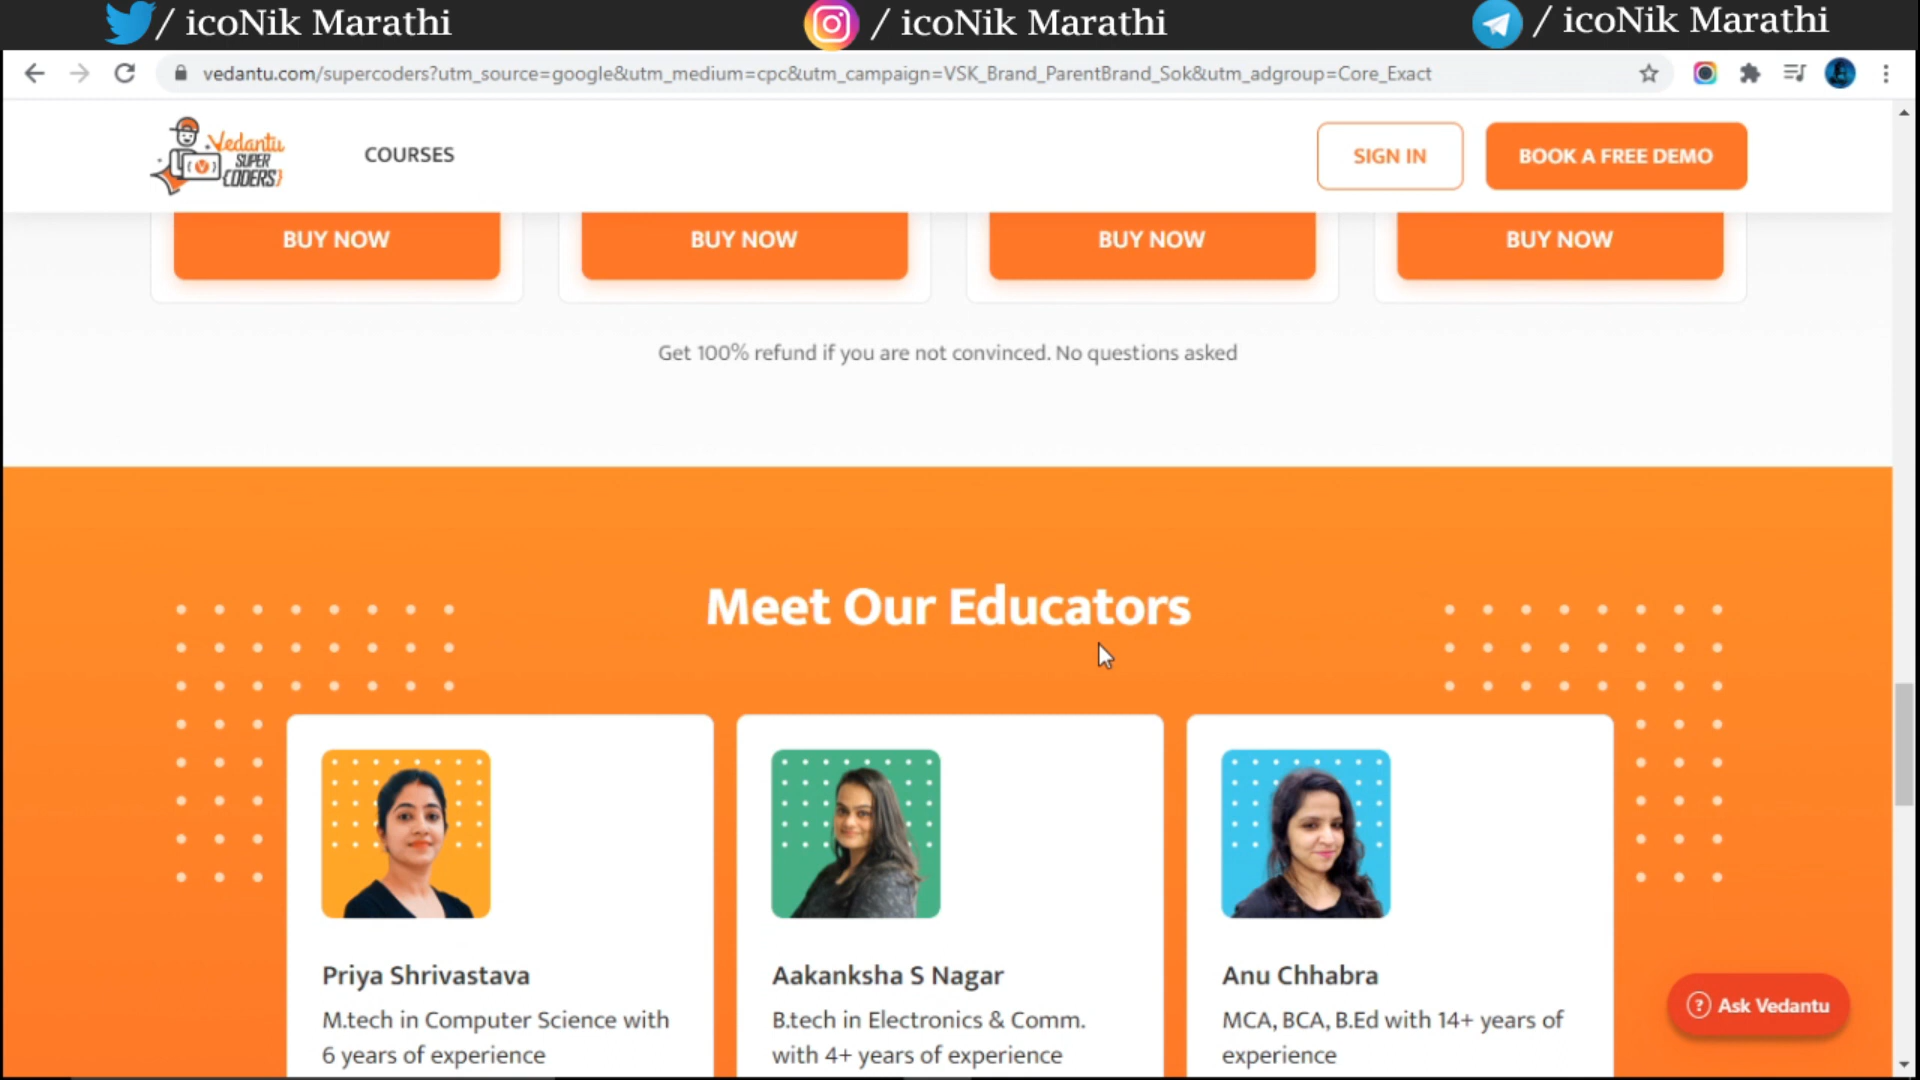 / icoNik Marathi
/ icoNik Marathi
/ icoNik Marathi
vedantu.com/supercoders?utm_source=google&utm_medium=cpc&utm_campaign=VSK_Brand_ParentBrand_Sok&utm_adgroup=Core_Exact
Vedantu
SUPER
{CODERS}
COURSES
SIGN IN
BOOK A FREE DEMO
BUY NOW
BUY NOW
BUY NOW
BUY NOW
Get 100% refund if you are not convinced. No questions asked
Meet Our Educators
Priya Shrivastava
M.tech in Computer Science with
6 years of experience
Aakanksha S Nagar
B.tech in Electronics & Comm.
with 4+ years of experience
Anu Chhabra
MCA, BCA, B.Ed with 14+ years of
experience
? Ask Vedantu